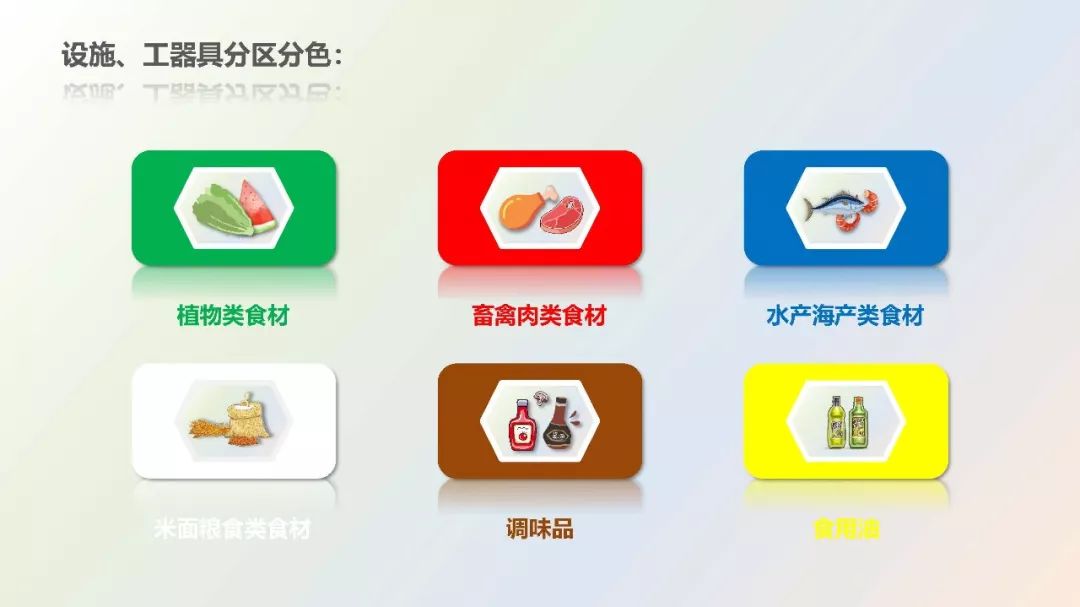 设施、工器具分区分色：
植物类食材
畜禽肉类食材
水产海产类食材
米面粮食类食材
调味品
食用油